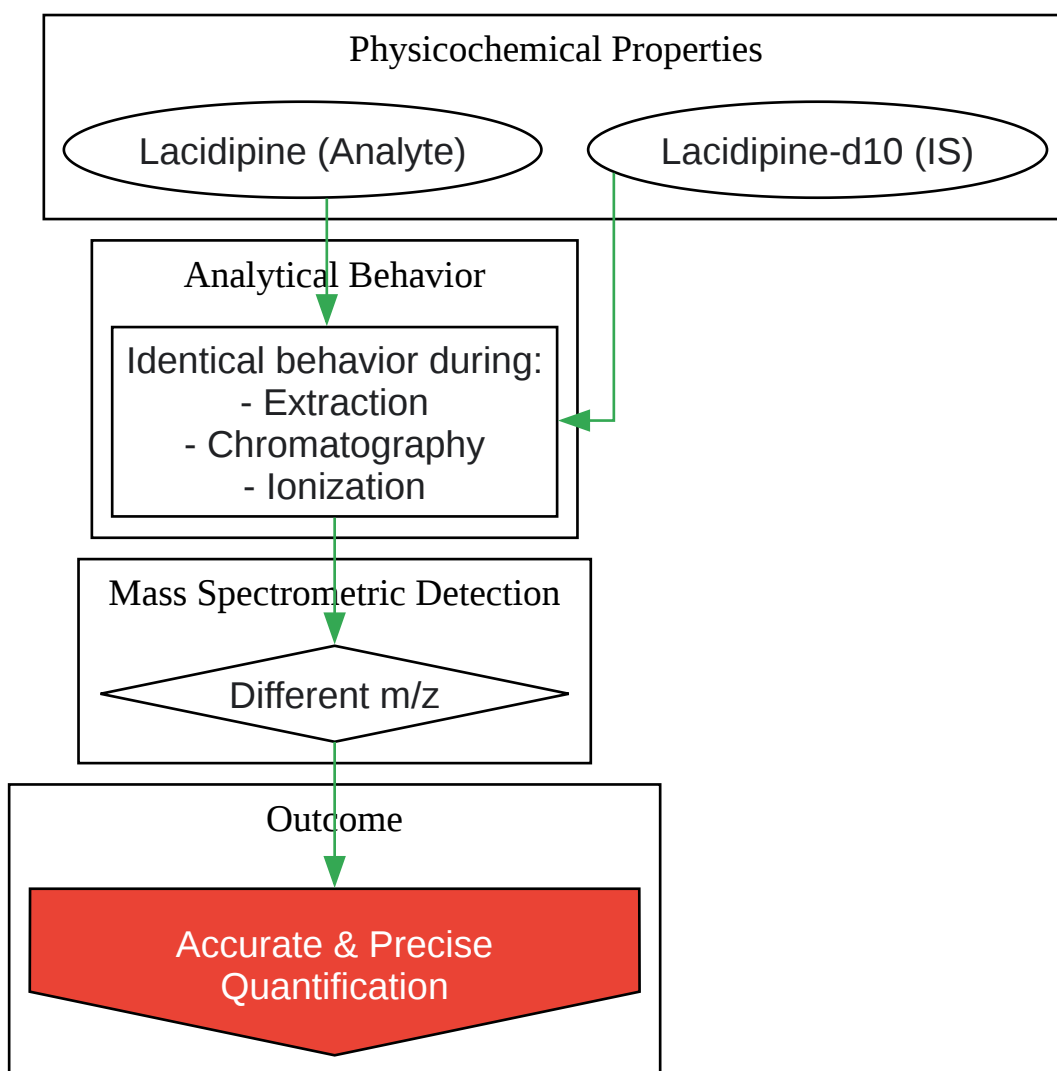 Physicochemical Properties
Lacidipine (Analyte)
Lacidipine-d10 (IS)
Analytical Behavior
Identical behavior during:
- Extraction
- Chromatography
- Ionization
Mass Spectrometric Detection
Different m/z
Outcome
Accurate & Precise
Quantification